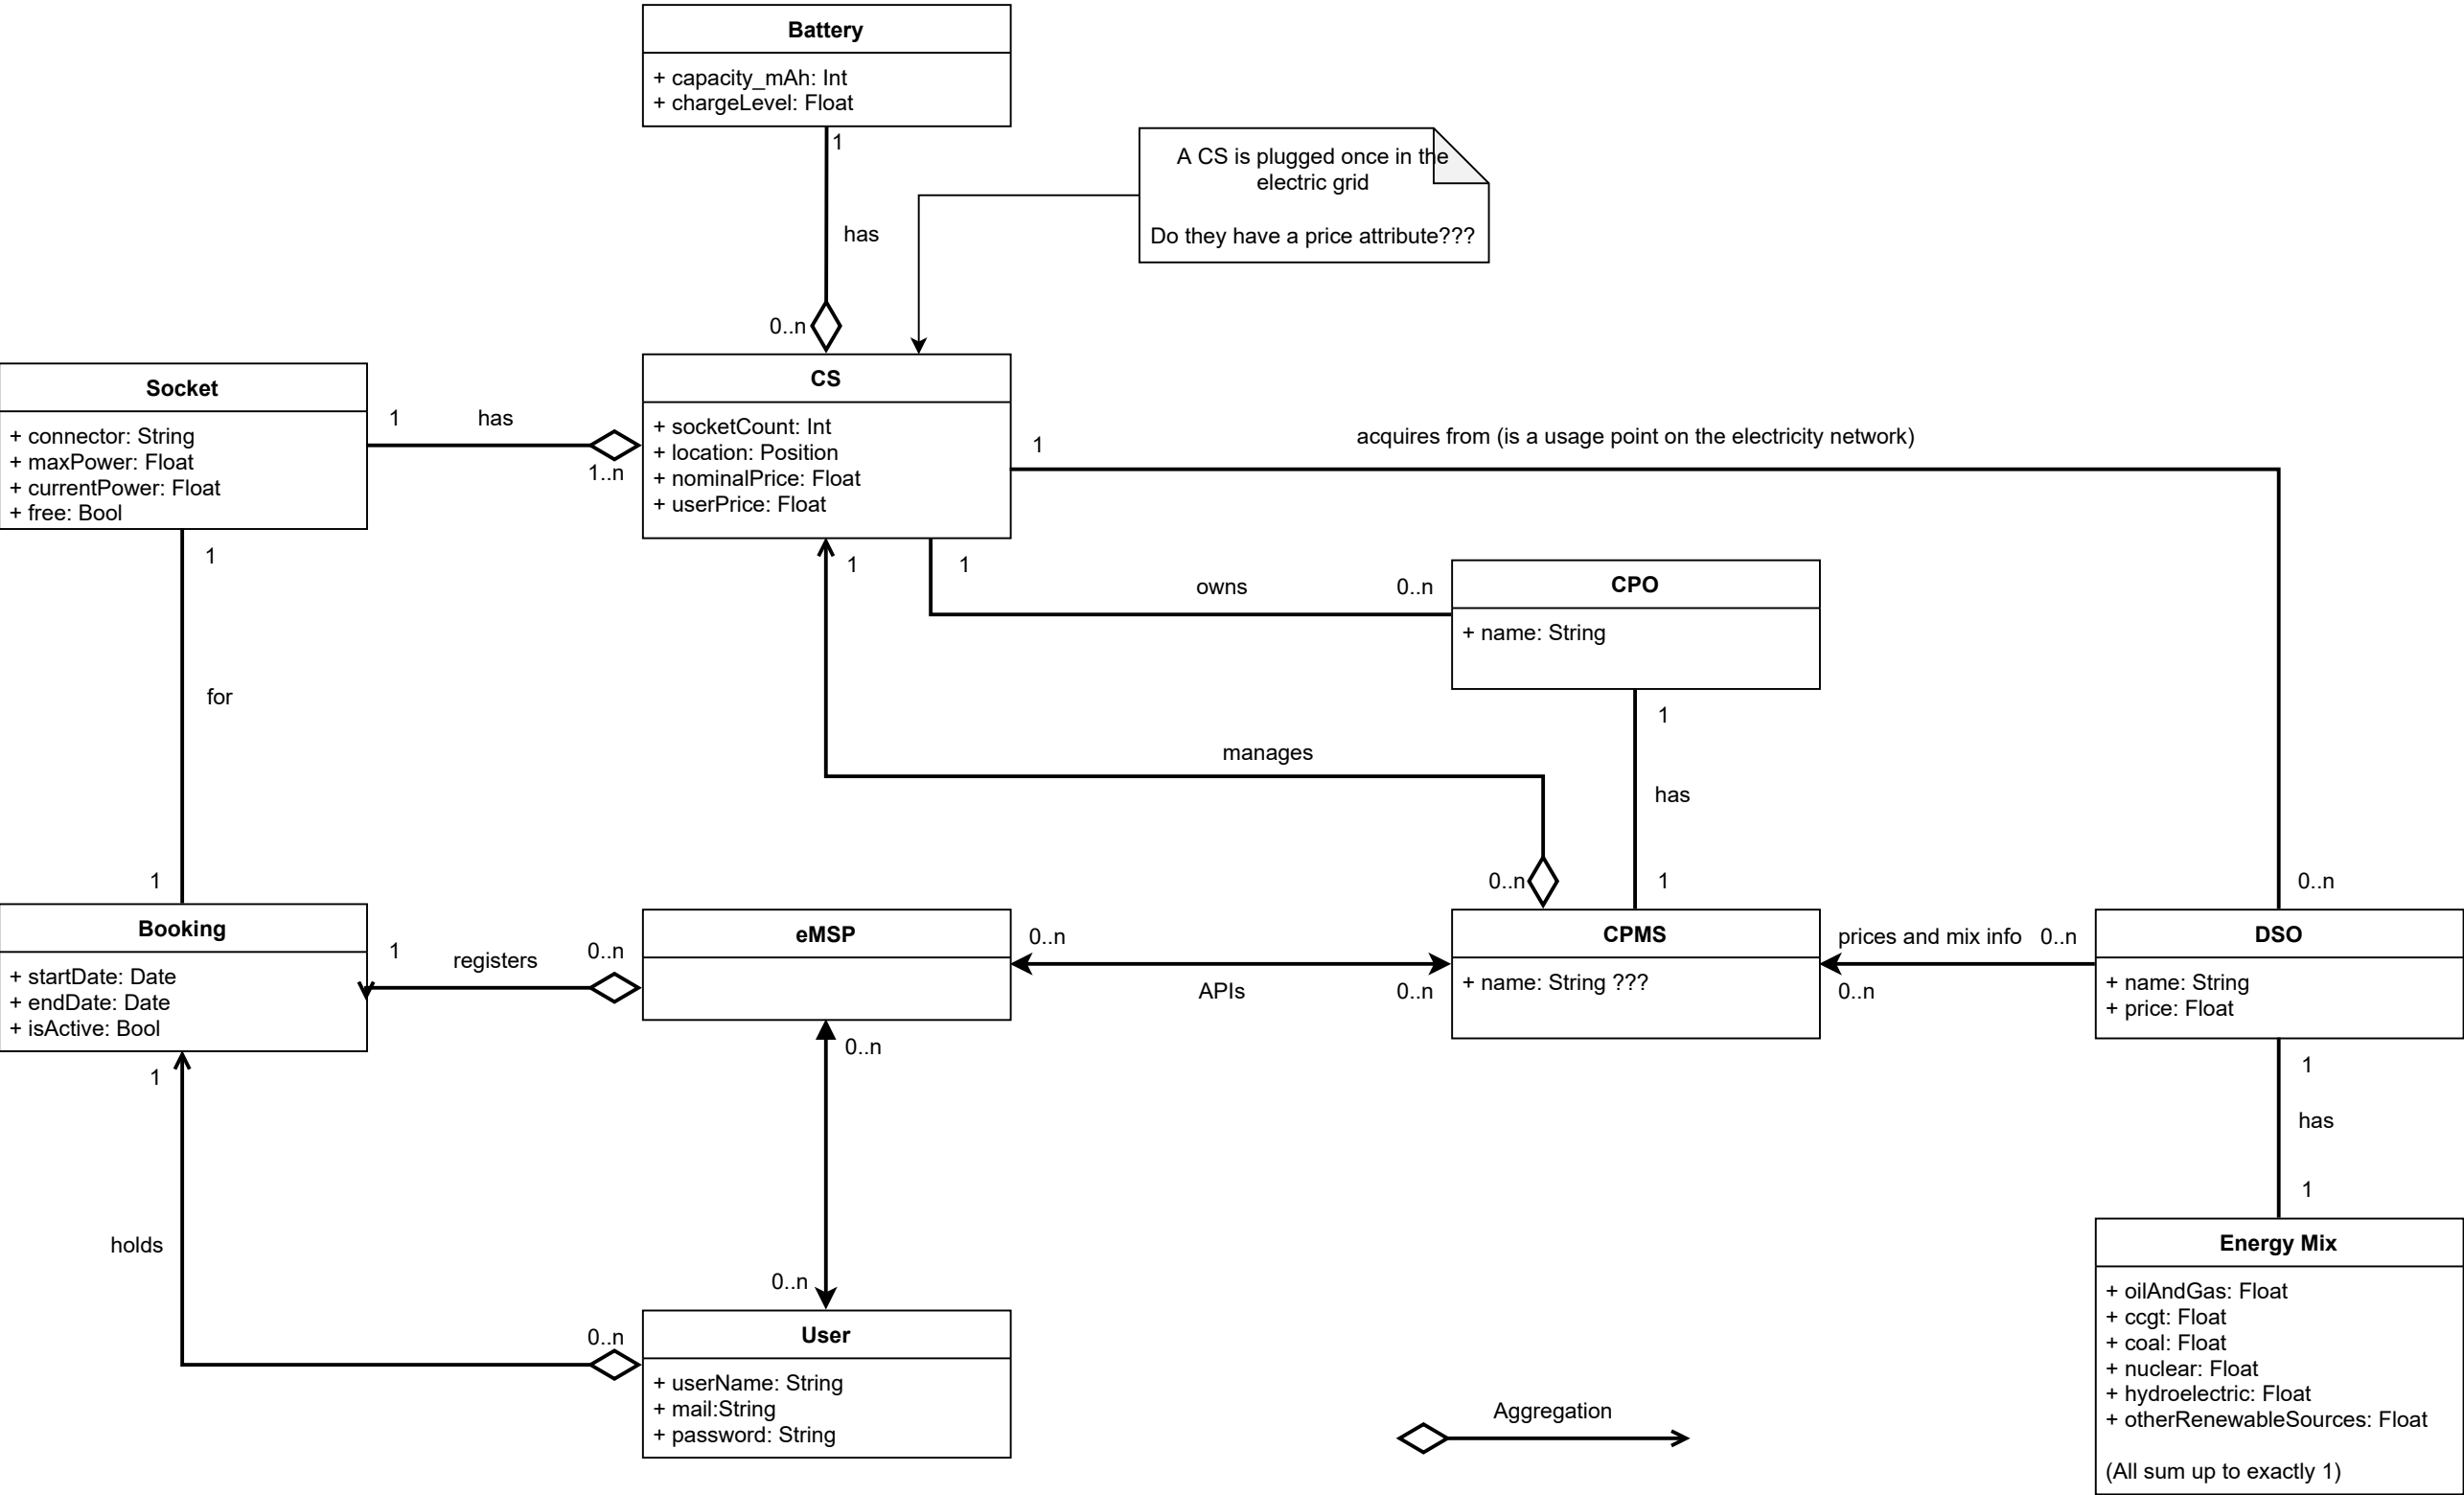 Battery
+ capacity_mAh: Int
+ chargeLevel: Float
1
has
0..n
A CS is plugged once in the
electric grid
Do they have a price attribute???
Socket
+ connector: String
+ maxPower: Float
+ currentPower: Float
+ free: Bool
1
has
1..n
CS
+ socketCount: Int
+ location: Position
+ nominalPrice: Float
+ userPrice: Float
1
acquires from (is a usage point on the electricity network)
0..n
1
for
1
1
1
owns
0..n
CPO
+ name: String
manages
0..n
1
has
1
Booking
+ startDate: Date
+ endDate: Date
+ isActive: Bool
1
registers
0..n
eMSP
0..n
APIs
0..n
CPMS
+ name: String ???
prices and mix info
0..n
0..n
DSO
+ name: String
+ price: Float
1
holds
0..n
0..n
0..n
User
+ userName: String
+ mail:String
+ password: String
1
has
1
Energy Mix
+ oilAndGas: Float
+ ccgt: Float
+ coal: Float
+ nuclear: Float
+ hydroelectric: Float
+ otherRenewableSources: Float
(All sum up to exactly 1)
Aggregation